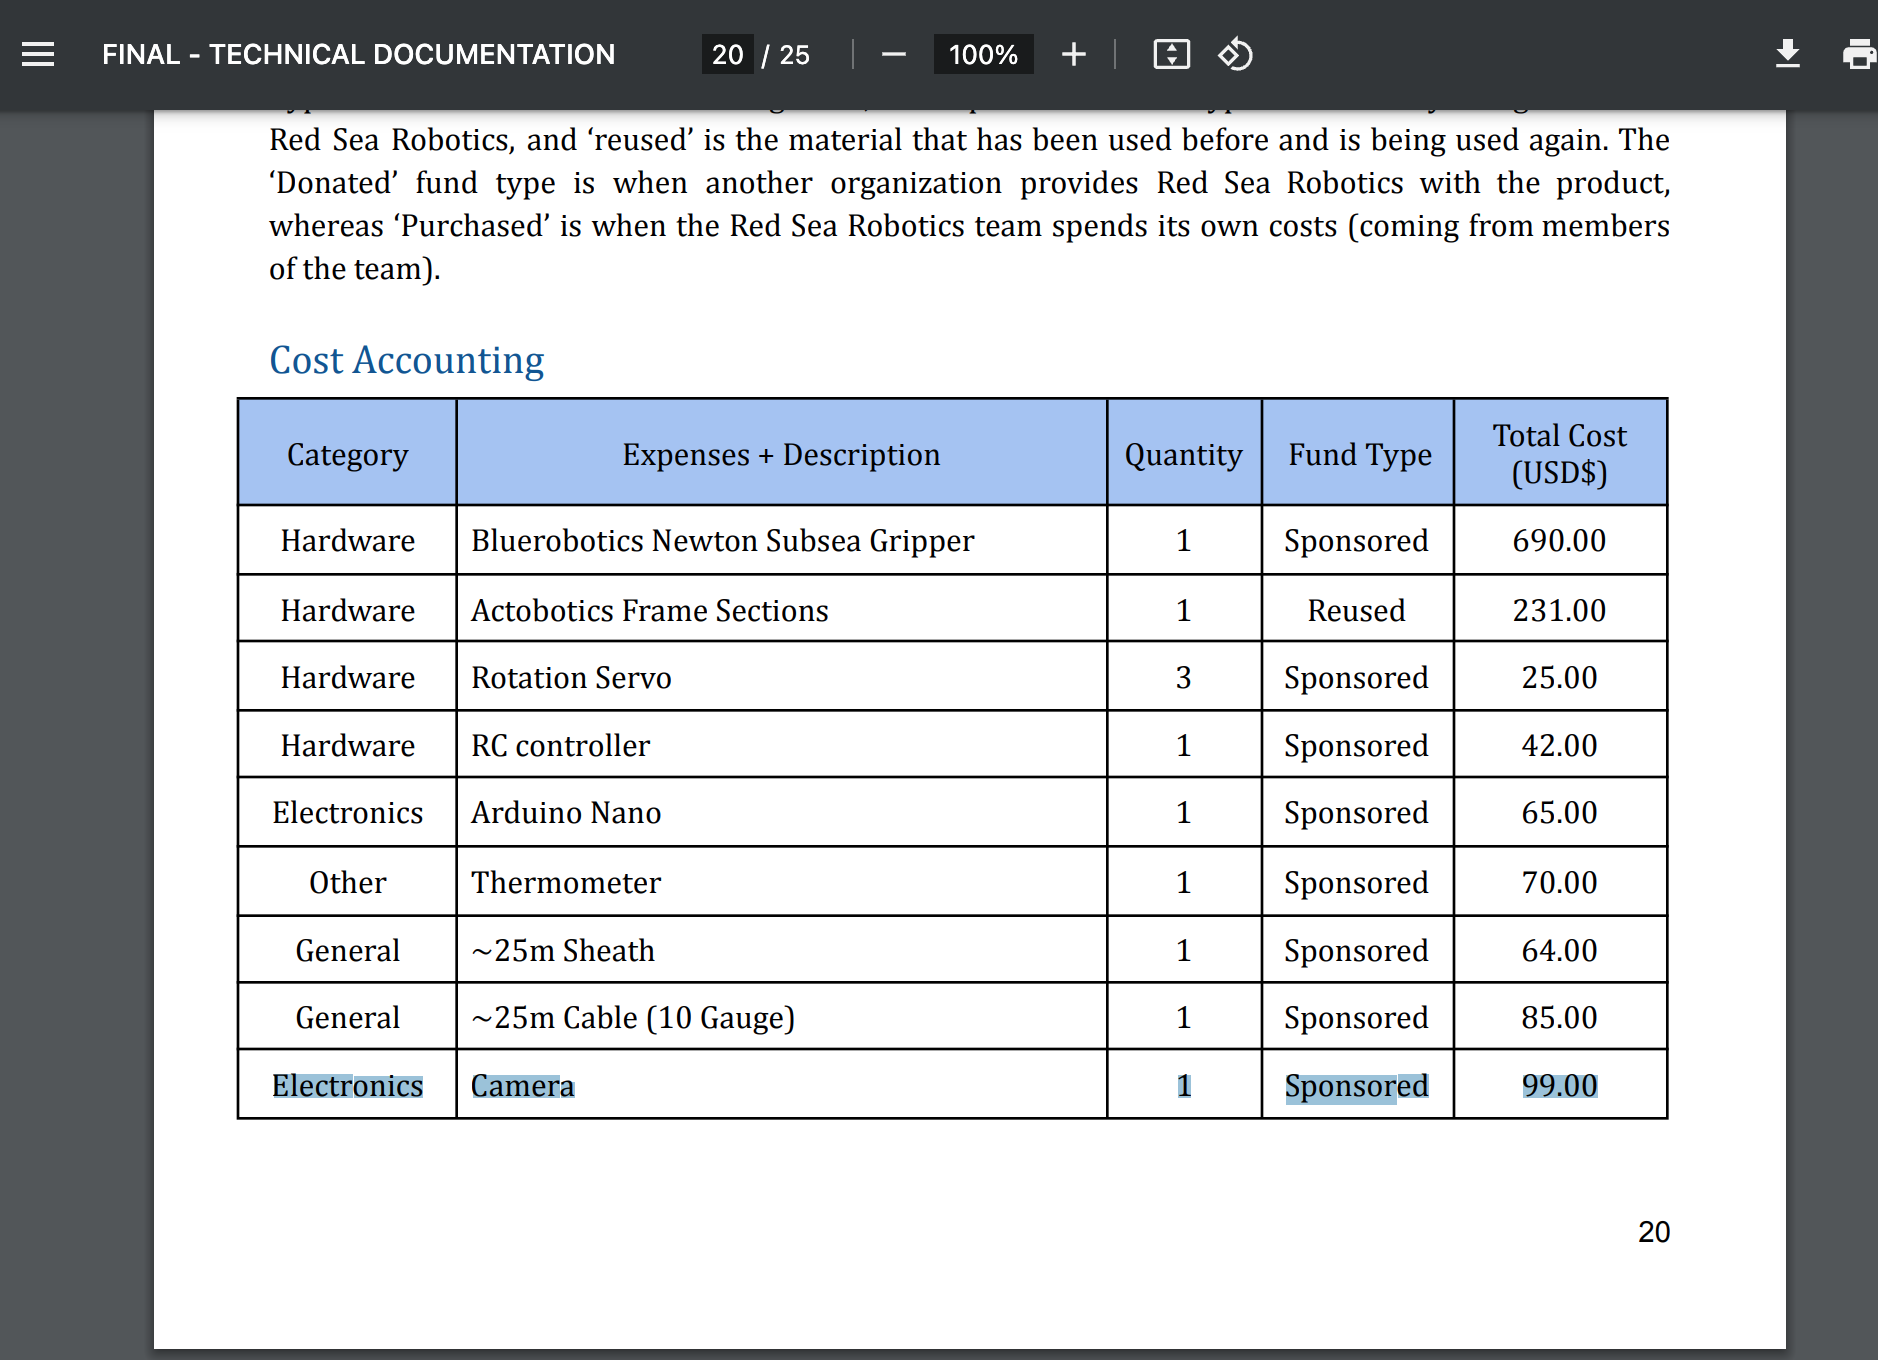 FINAL - TECHNICAL DOCUMENTATION
20 / 25
100%
Red Sea Robotics, and ‘reused’ is the material that has been used before and is being used again. The
‘Donated’ fund type is when another organization provides Red Sea Robotics with the product,
whereas ‘Purchased’ is when the Red Sea Robotics team spends its own costs (coming from members
of the team).
Cost Accounting
Category Expenses + Description Quantity Fund Type Total Cost (USD$)
Hardware Bluerobotics Newton Subsea Gripper 1 Sponsored 690.00
Hardware Actobotics Frame Sections 1 Reused 231.00
Hardware Rotation Servo 3 Sponsored 25.00
Hardware RC controller 1 Sponsored 42.00
Electronics Arduino Nano 1 Sponsored 65.00
Other Thermometer 1 Sponsored 70.00
General ~25m Sheath 1 Sponsored 64.00
General ~25m Cable (10 Gauge) 1 Sponsored 85.00
Electronics Camera 1 Sponsored 99.00
20